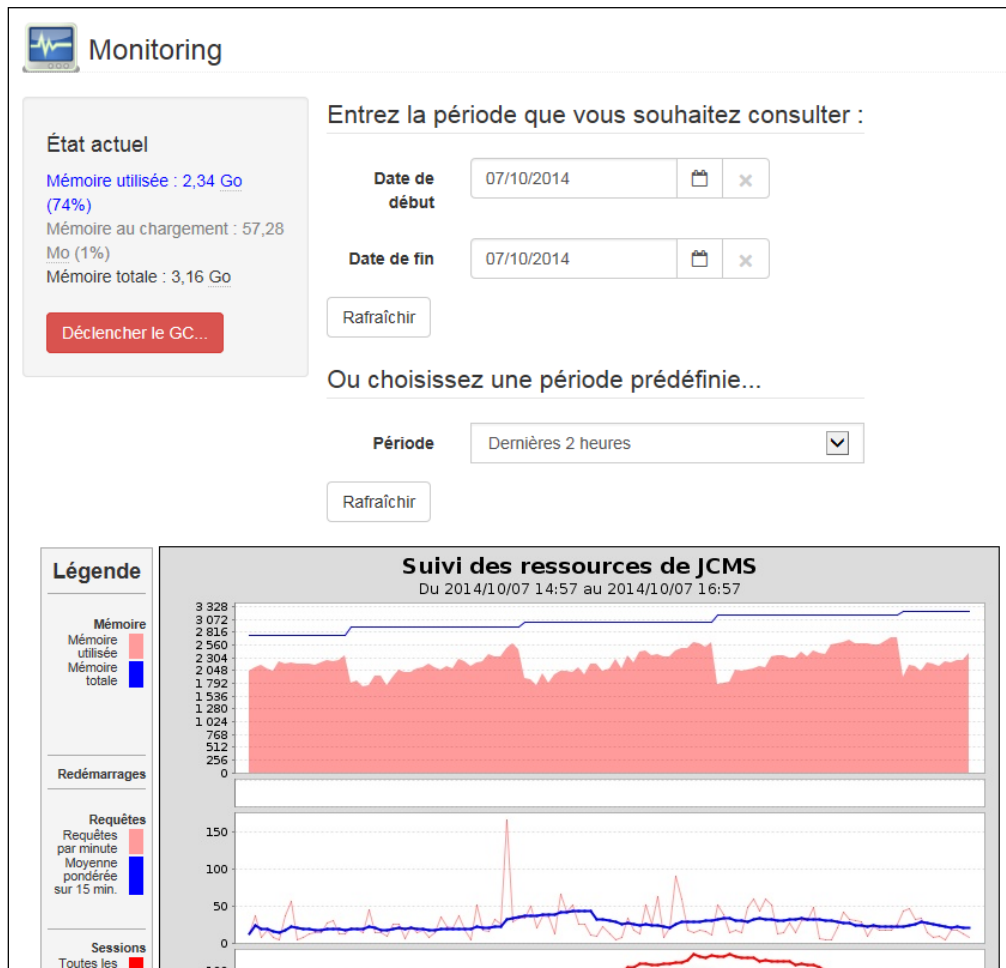 Monitoring
État actuel
Mémoire utilisée : 2,34 Go
(74%)
Mémoire au chargement : 57,28
Mo (1%)
Mémoire totale : 3,16 Go
Déclencher le GC...
Entrez la période que vous souhaitez consulter :
Date de
début
07/10/2014
Date de fin
07/10/2014
Rafraîchir
Ou choisissez une période prédéfinie...
Période
Dernières 2 heures
Rafraîchir
Légende
Mémoire
Mémoire
utilisée
Mémoire
totale
Redémarrages
Requêtes
Requêtes
par minute
Moyenne
pondérée
sur 15 min.
Sessions
Toutes les
Suivi des ressources de JCMS
Du 2014/10/07 14:57 au 2014/10/07 16:57
3 328
3 072
2 816
2 560
2 304
2 048
1 792
1 536
1 280
1 024
768
512
256
0
150
100
50
0